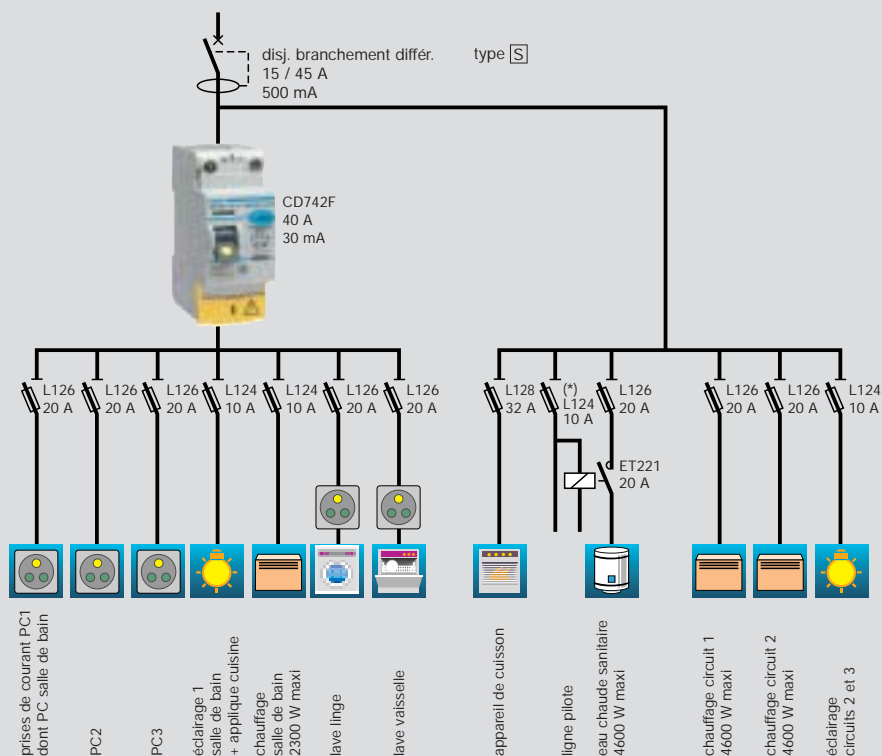 disj. branchement différ. type S
15 / 45 A
500 mA
CD742F
40 A
30 mA
L126
20 A
L126
20 A
L126
20 A
L124
10 A
L124
10 A
L126
20 A
L126
20 A
L128
32 A
(*)
L124
10 A
L126
20 A
ET221
20 A
L126
20 A
L126
20 A
L124
10 A
prises de courant PC1
dont PC salle de bain
PC2
PC3
éclairage 1
salle de bain
+ applique cuisine
chauffage
salle de bain
2300 W maxi
lave linge
lave vaisselle
appareil de cuisson
ligne pilote
eau chaude sanitaire
4600 W maxi
chauffage circuit 1
4600 W maxi
chauffage circuit 2
4600 W maxi
éclairage
circuits 2 et 3